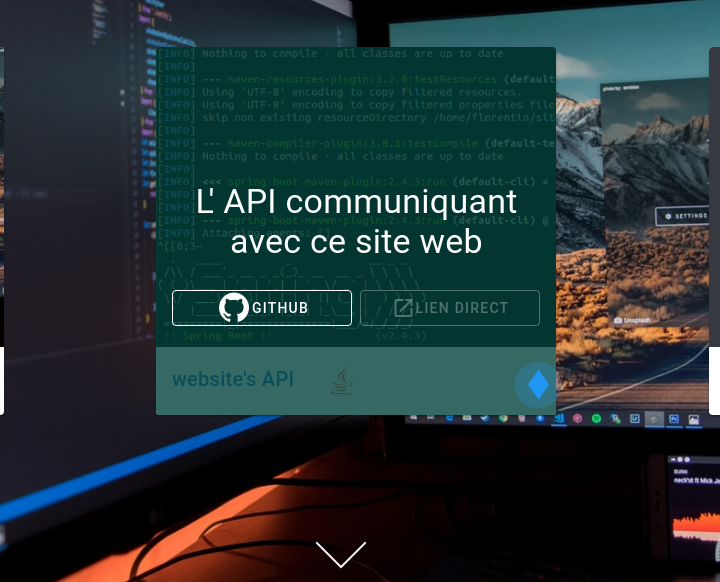 [INFO] Nothing to compile - all classes are up to date
[INFO]
[INFO] --- maven-resources-plugin:3.2.0:testResources (default
[INFO] Using 'UTF-8' encoding to copy filtered resources.
[INFO] Using 'UTF-8' encoding to copy filtered properties file
[INFO] skip non existing resourceDirectory /home/florentin/sit
[INFO]
[INFO] --- maven-compiler-plugin:3.8.1:testCompile (default-te
[INFO] Nothing to compile - all classes are up to date
[INFO]
[INFO] <<< spring-boot-maven-plugin:2.4.3:run (default-cli) <
[INFO]
[INFO]
[INFO] --- spring-boot-maven-plugin:2.4.3:run (default-cli) @
[INFO] Attaching agents: []
L' API communiquant
avec ce site web
GITHUB
LIEN DIRECT
:: Spring Boot :: (v2.4.3)
website's API
SETTINGS
Unsplash
BURN